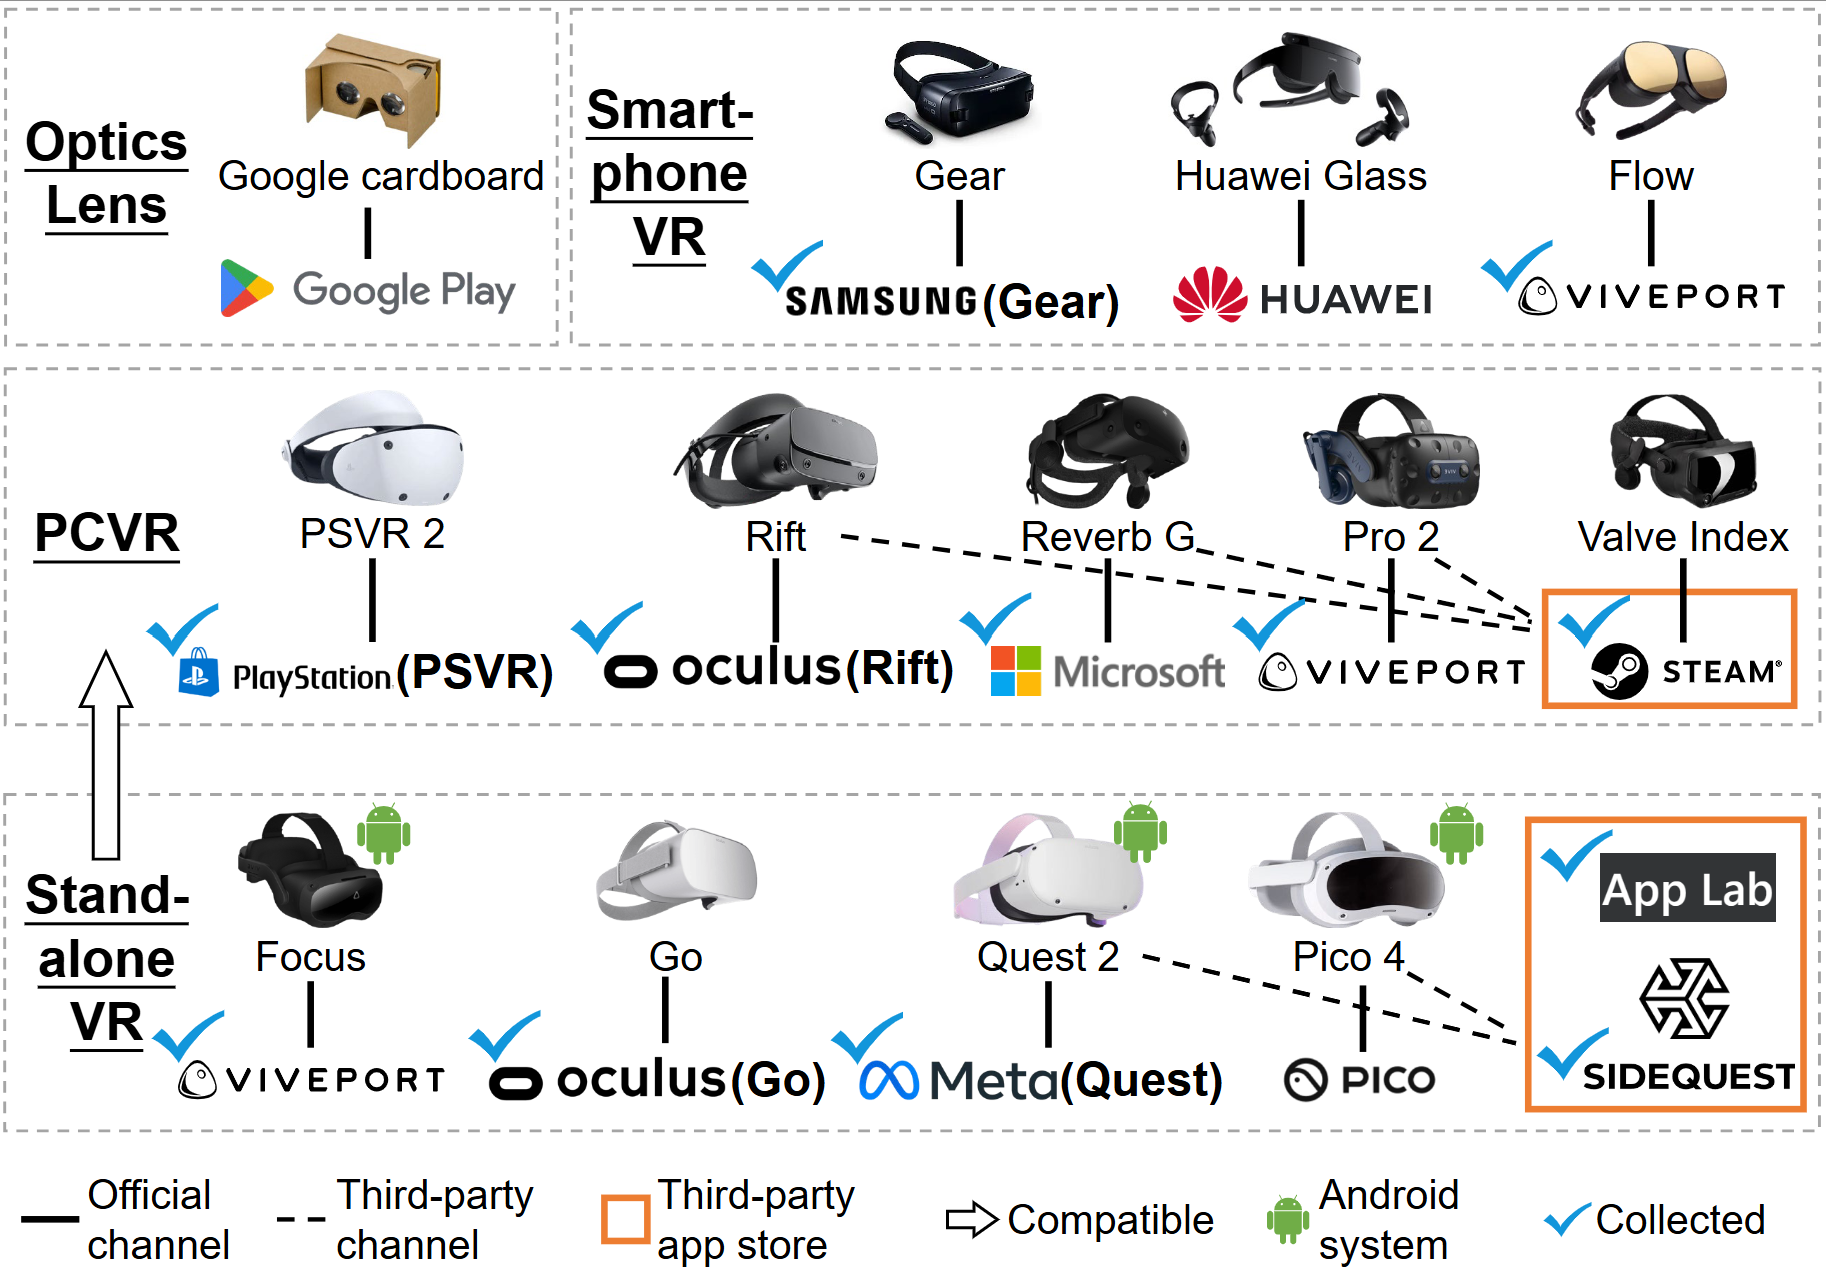 Optics
Lens
Google cardboard
Google Play
Smart-
phone
VR
Gear
Huawei Glass
Flow
SAMSUNG (Gear)
HUAWEI
VIVEPORT
PCVR
PSVR 2
Rift
Reverb G
Pro 2
Valve Index
PlayStation (PSVR)
oculus (Rift)
Microsoft
VIVEPORT
STEAM®
Stand-
alone
VR
Focus
Go
Quest 2
Pico 4
App Lab
VIVEPORT
oculus (Go)
Meta (Quest)
PICO
SIDEQUEST
Official
channel
Third-party
channel
Third-party
app store
Compatible
Android
system
Collected